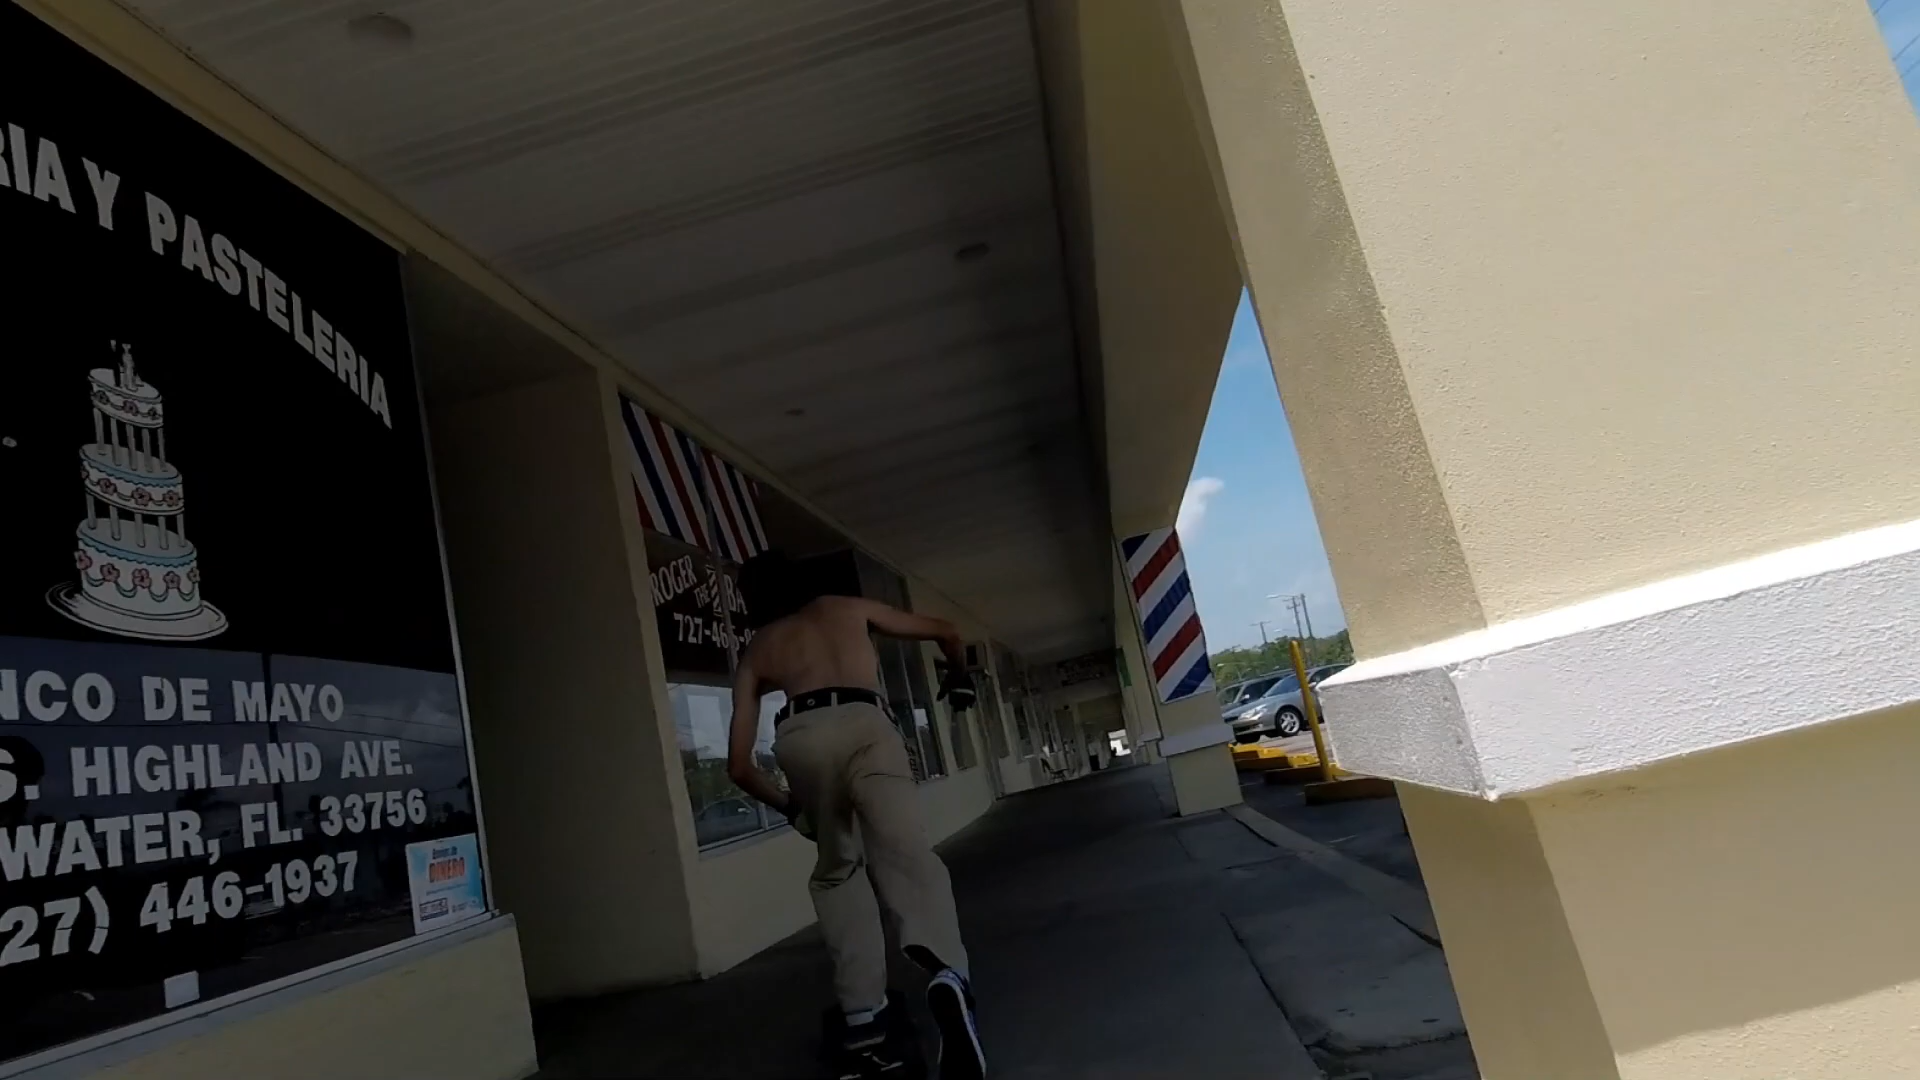 RIA Y PASTELERIA
NCO DE MAYO
S. HIGHLAND AVE.
WATER, FL. 33756
27) 446-1937
DINERO
ROGER
THE
BA
727-46